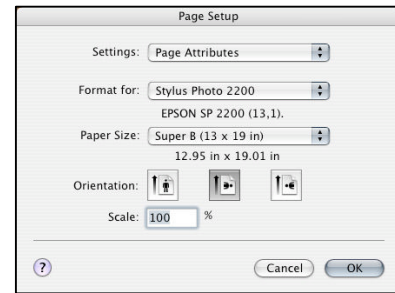 Page Setup
Settings: Page Attributes
Format for: Stylus Photo 2200
EPSON SP 2200 (13,1).
Paper Size: Super B (13 x 19 in)
12.95 in x 19.01 in
Orientation:
Scale: 100 %
? Cancel OK